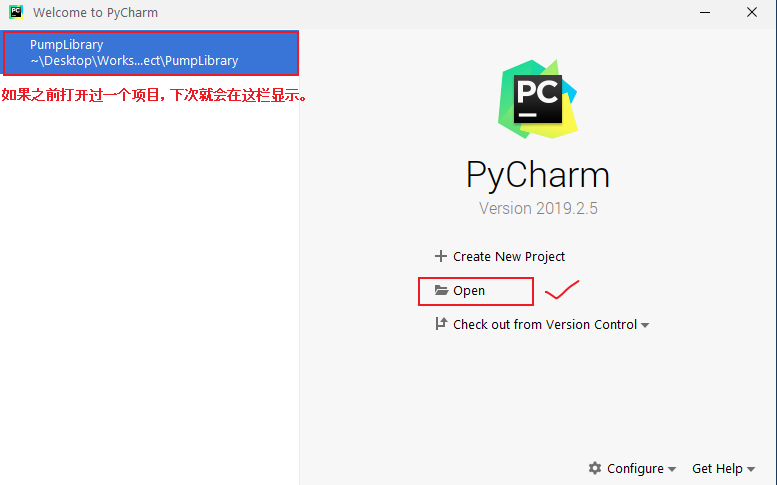 Welcome to PyCharm
PumpLibrary
~\Desktop\Works...ect\PumpLibrary
如果之前打开过一个项目，下次就会在这栏显示。
PC
PyCharm
Version 2019.2.5
Create New Project
Open
Check out from Version Control
Configure
Get Help